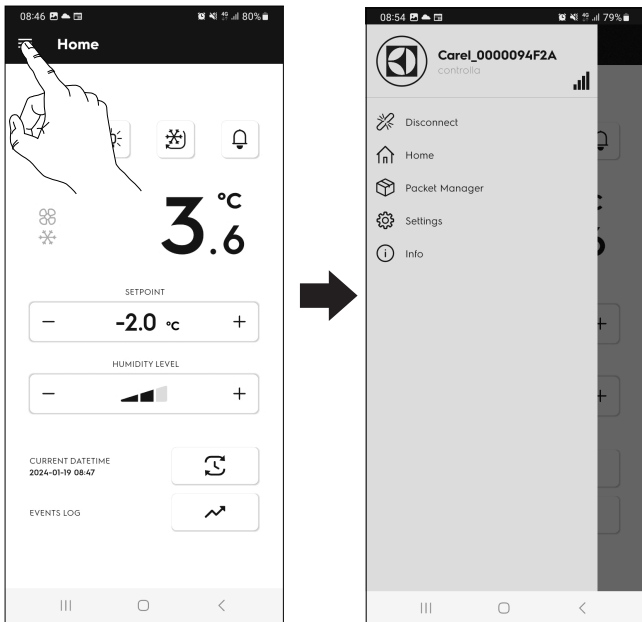 08:46 80%
Home
3.6 °C
SETPOINT
− -2.0 °C +
HUMIDITY LEVEL
− +
CURRENT DATETIME
2024-01-19 08:47
EVENTS LOG
08:54 79%
Carel_0000094F2A
controlla
Disconnect
Home
Packet Manager
Settings
i Info